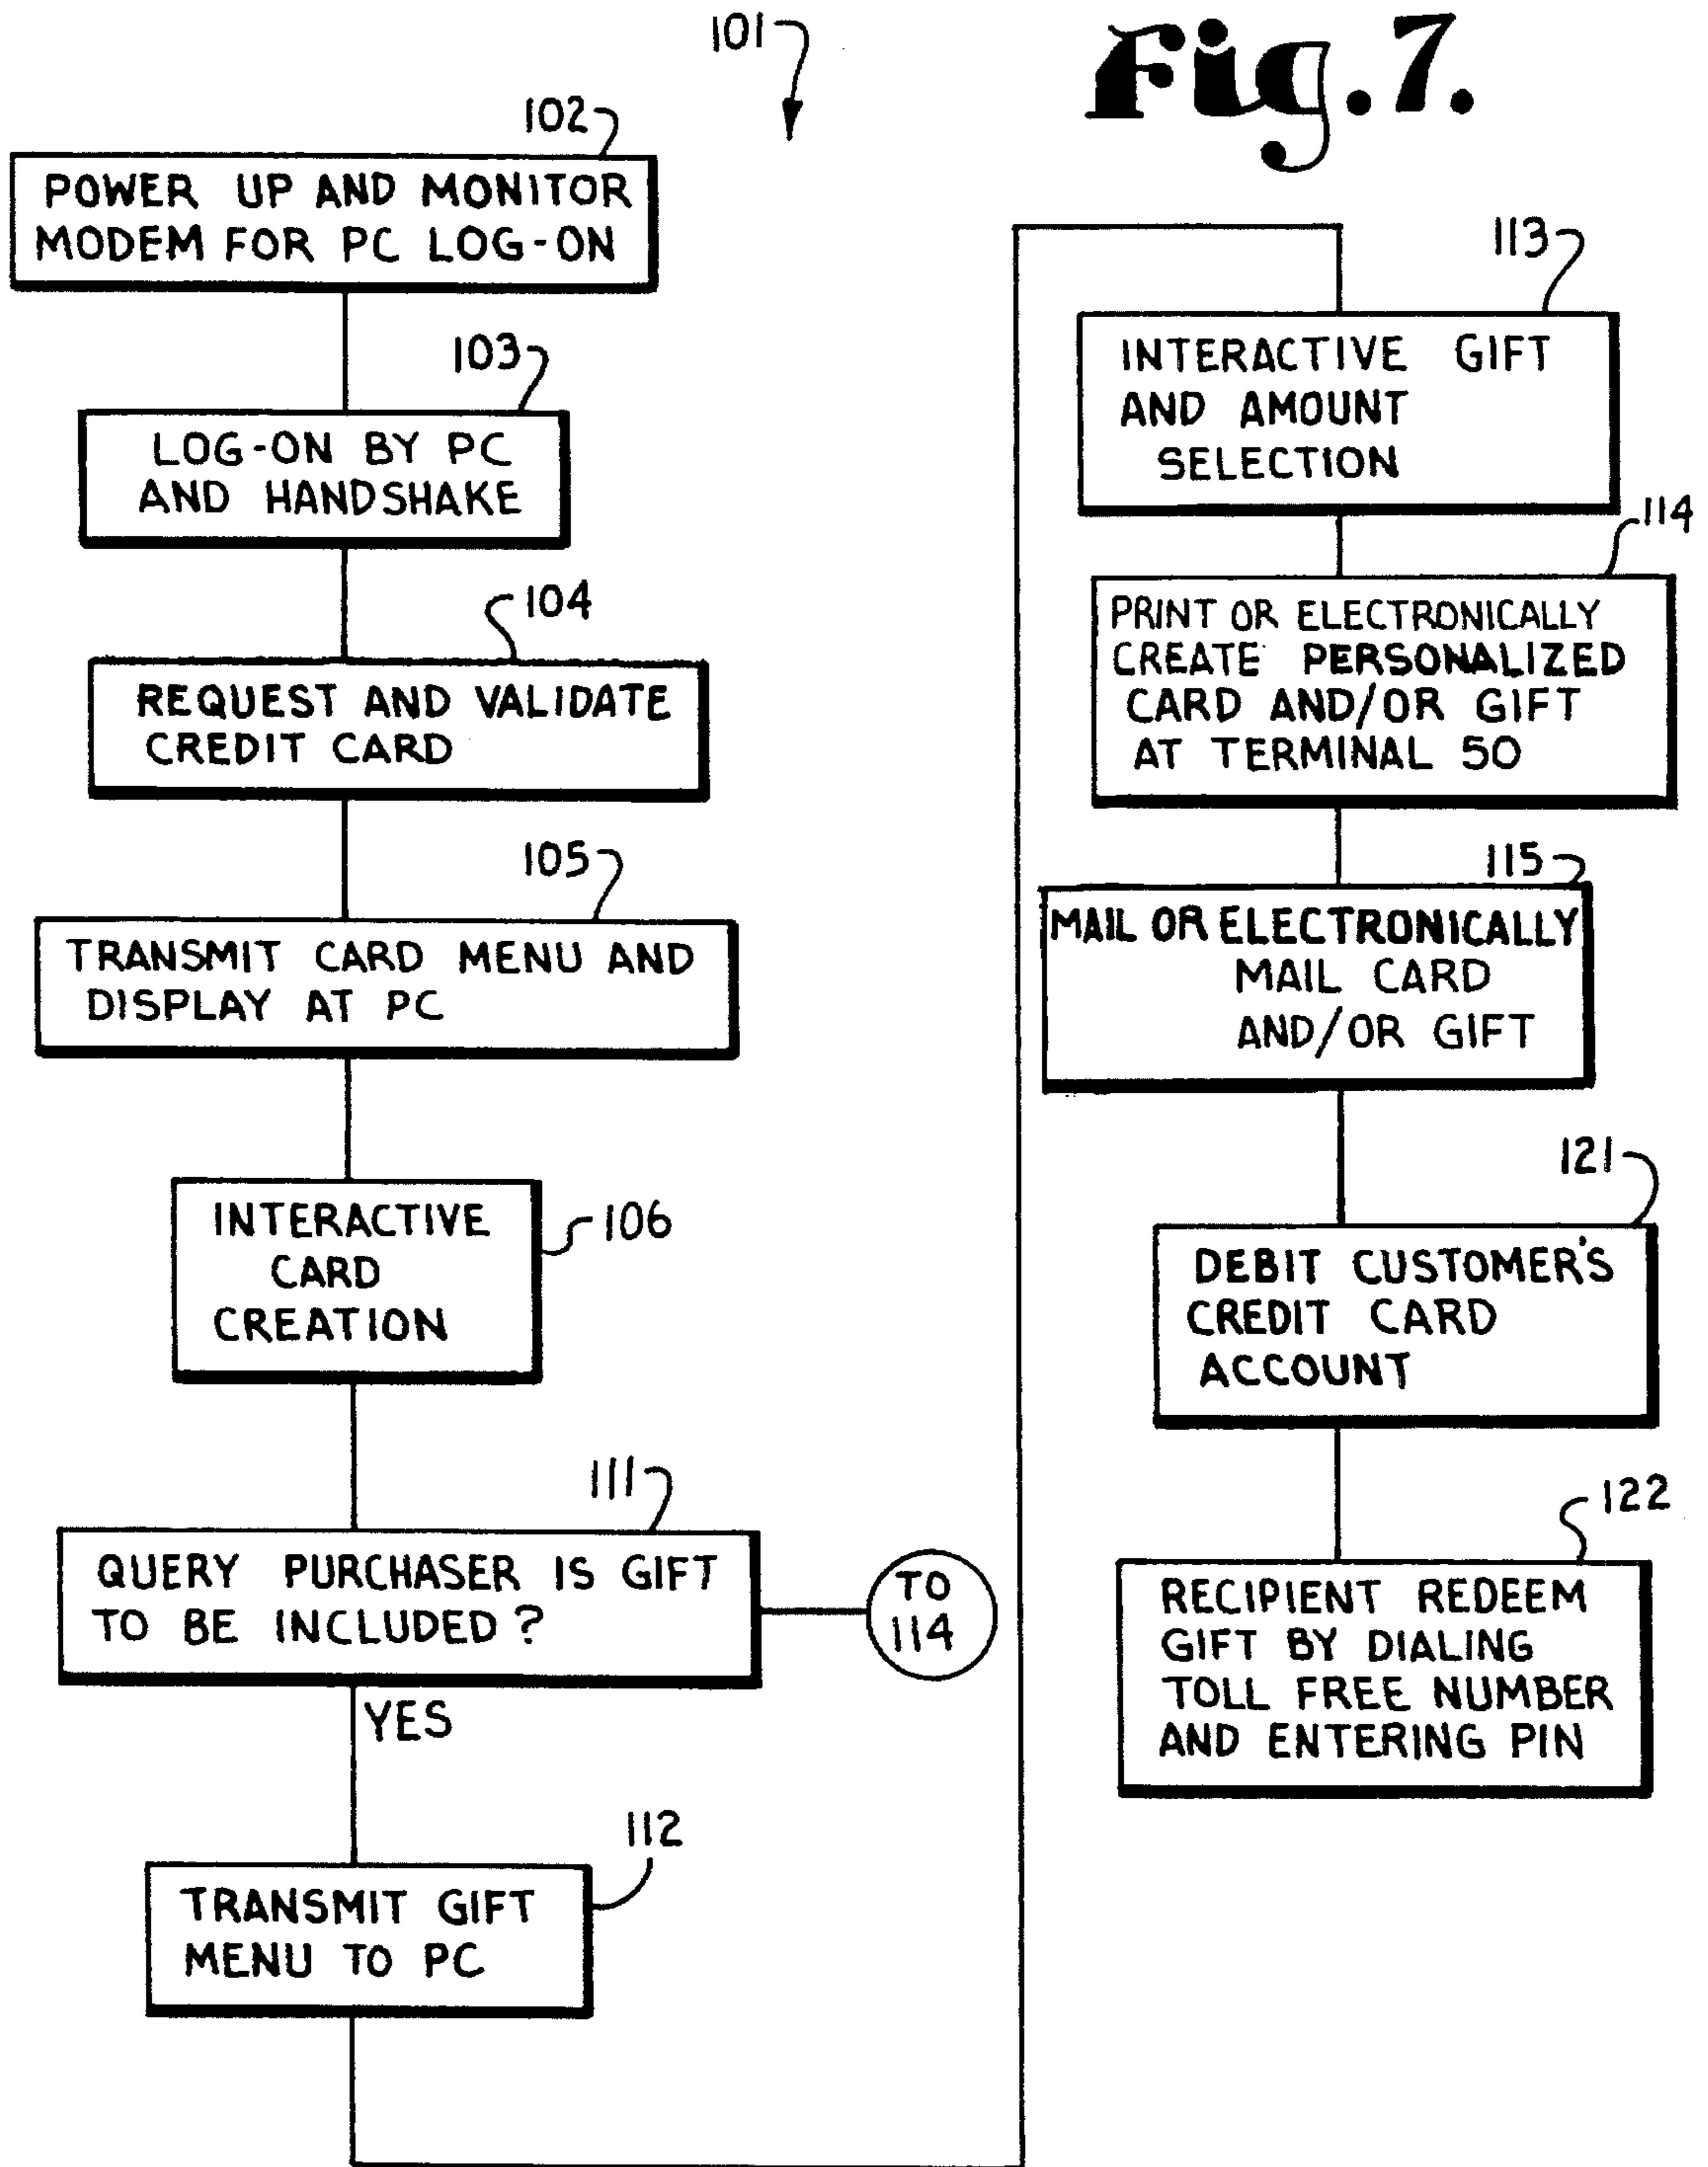 101
Fig. 7.
102
POWER UP AND MONITOR
MODEM FOR PC LOG-ON
103
LOG-ON BY PC
AND HANDSHAKE
104
REQUEST AND VALIDATE
CREDIT CARD
105
TRANSMIT CARD MENU AND
DISPLAY AT PC
106
INTERACTIVE
CARD
CREATION
111
QUERY PURCHASER IS GIFT
TO BE INCLUDED?
TO
114
YES
112
TRANSMIT GIFT
MENU TO PC
113
INTERACTIVE GIFT
AND AMOUNT
SELECTION
114
PRINT OR ELECTRONICALLY
CREATE PERSONALIZED
CARD AND/OR GIFT
AT TERMINAL 50
115
MAIL OR ELECTRONICALLY
MAIL CARD
AND/OR GIFT
121
DEBIT CUSTOMER'S
CREDIT CARD
ACCOUNT
122
RECIPIENT REDEEM
GIFT BY DIALING
TOLL FREE NUMBER
AND ENTERING PIN